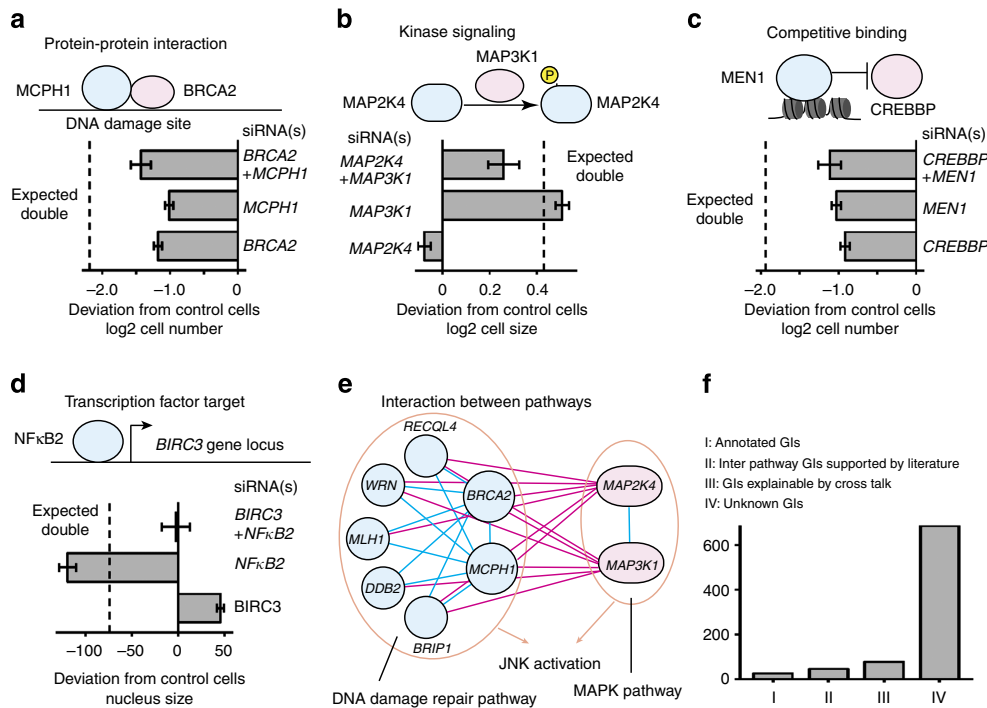 a
Protein-protein interaction
MCPH1
BRCA2
DNA damage site
siRNA(s)
BRCA2
+MCPH1
Expected
double
MCPH1
BRCA2
−2.0
−1.0
0
Deviation from control cells
log2 cell number
b
Kinase signaling
MAP3K1
P
MAP2K4
MAP2K4
siRNA(s)
MAP2K4
+MAP3K1
Expected
double
MAP3K1
MAP2K4
0
0.2
0.4
Deviation from control cells
log2 cell size
c
Competitive binding
MEN1
CREBBP
siRNA(s)
CREBBP
+MEN1
Expected
double
MEN1
CREBBP
−2.0
−1.0
0
Deviation from control cells
log2 cell number
d
Transcription factor target
NFκB2
BIRC3 gene locus
siRNA(s)
Expected
double
BIRC3
+NFκB2
NFκB2
BIRC3
−100
−50
0
50
Deviation from control cells
nucleus size
e
Interaction between pathways
RECQL4
WRN
BRCA2
MAP2K4
MLH1
MCPH1
MAP3K1
DDB2
BRIP1
JNK activation
DNA damage repair pathway
MAPK pathway
f
I: Annotated GIs
II: Inter pathway GIs supported by literature
III: GIs explainable by cross talk
IV: Unknown GIs
600
400
200
0
I
II
III
IV